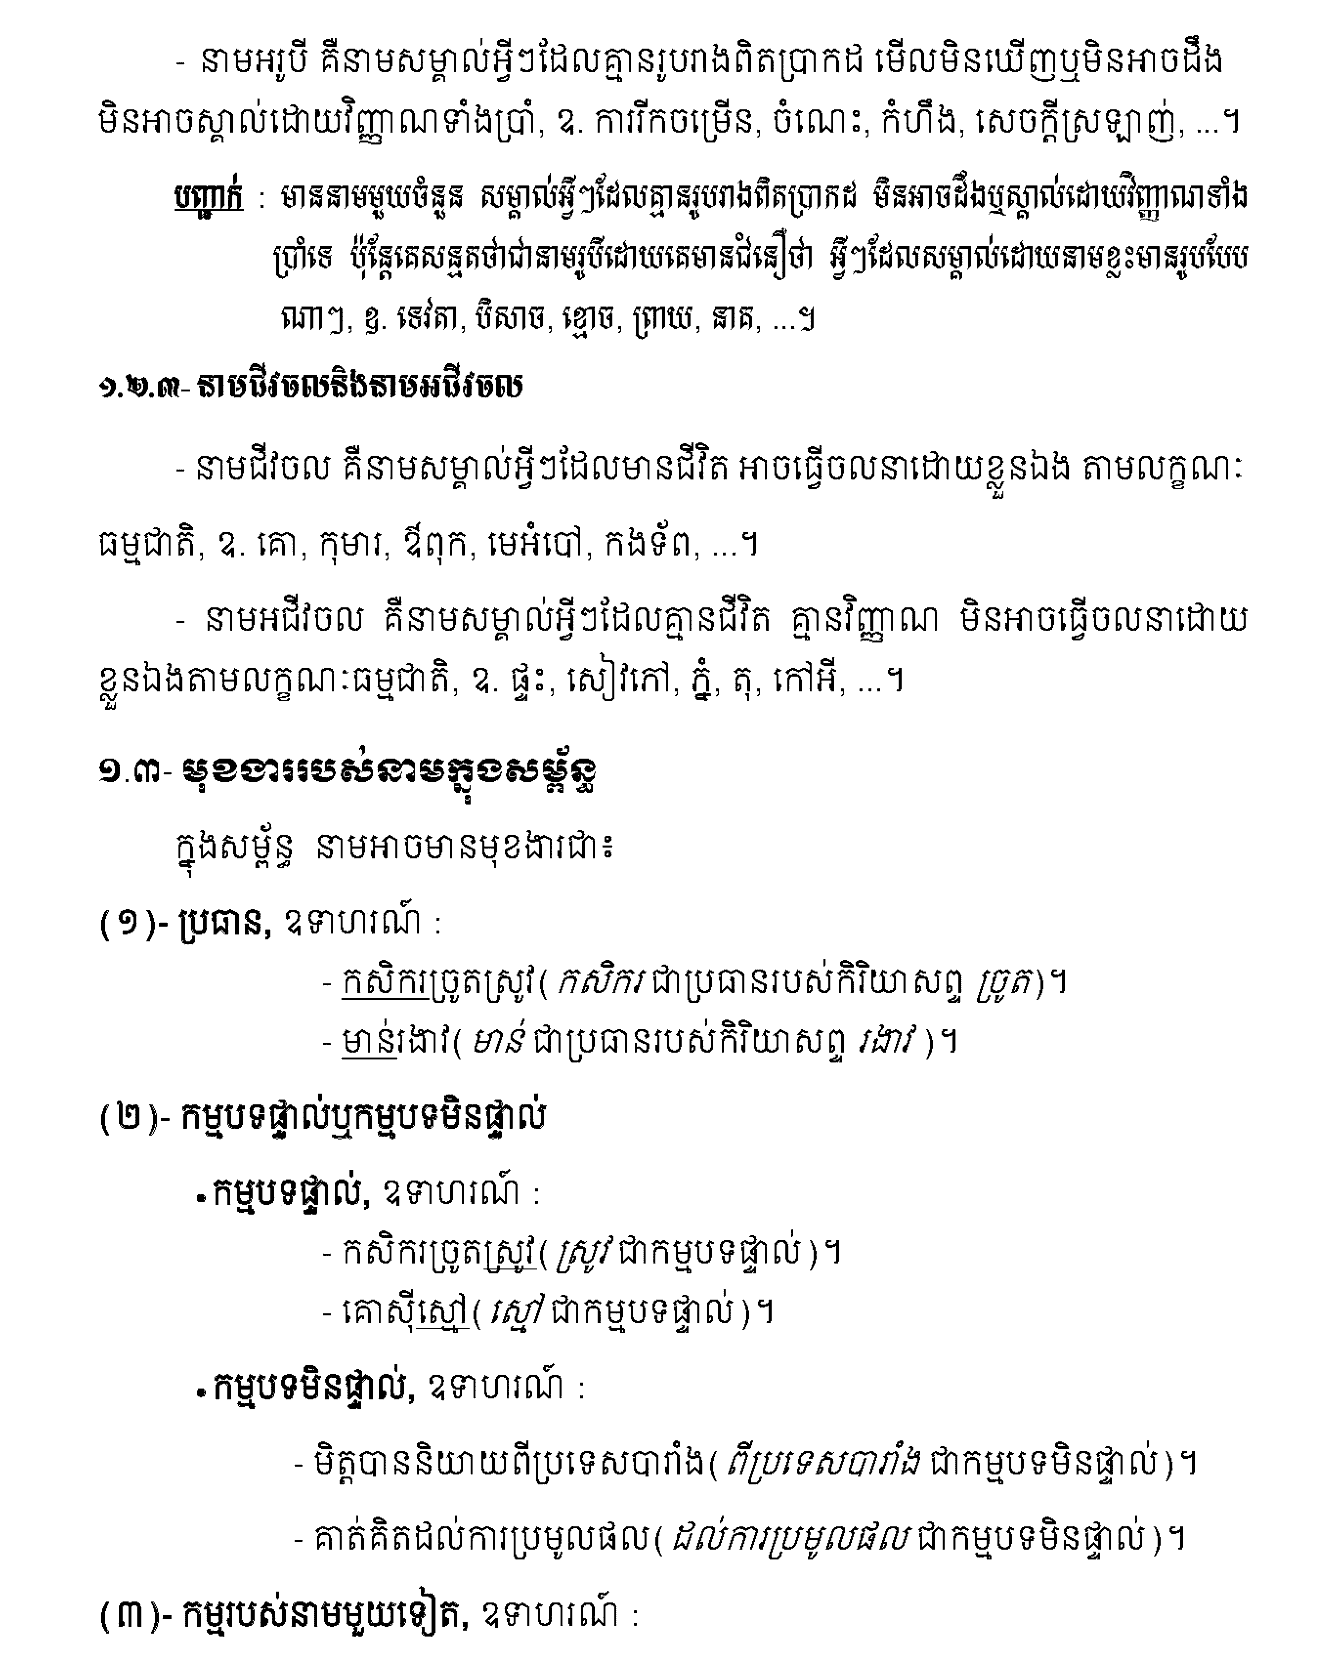 - នាមអរូបី គឺនាមសម្គាល់អ្វីៗដែលគ្មានរូបរាងពិតប្រាកដ មើលមិនឃើញឬមិនអាចដឹង
មិនអាចស្គាល់ដោយវិញ្ញាណទាំងប្រាំ, ឧ. ការរីកចម្រើន, ចំណេះ, កំហឹង, សេចក្ដីស្រឡាញ់, ...។
បញ្ជាក់ : មាននាមមួយចំនួន សម្គាល់អ្វីៗដែលគ្មានរូបរាងពិតប្រាកដ មិនអាចដឹងឬស្គាល់ដោយវិញ្ញាណទាំង
ប្រាំទេ ប៉ុន្តែគេសន្មតថាជានាមរូបីដោយគេមានជំនឿថា អ្វីៗដែលសម្គាល់ដោយនាមខ្លះមានរូបបែប
ណាៗ, ឧ. ទេវតា, បិសាច, ខ្មោច, ព្រាយ, នាគ, ...។
១.២.៣- នាមជីវចលនិងនាមអជីវចល
- នាមជីវចល គឺនាមសម្គាល់អ្វីៗដែលមានជីវិត អាចធ្វើចលនាដោយខ្លួនឯង តាមលក្ខណៈ
ធម្មជាតិ, ឧ. គោ, កុមារ, ឪពុក, មេអំបៅ, កងទ័ព, ...។
- នាមអជីវចល គឺនាមសម្គាល់អ្វីៗដែលគ្មានជីវិត គ្មានវិញ្ញាណ មិនអាចធ្វើចលនាដោយ
ខ្លួនឯងតាមលក្ខណៈធម្មជាតិ, ឧ. ផ្ទះ, សៀវភៅ, ភ្នំ, តុ, កៅអី, ...។
១.៣- មុខងាររបស់នាមក្នុងសម្ព័ន្ធ
ក្នុងសម្ព័ន្ធ នាមអាចមានមុខងារជា៖
(១)- ប្រធាន, ឧទាហរណ៍ :
- កសិករច្រូតស្រូវ( កសិករ ជាប្រធានរបស់កិរិយាសព្ទ ច្រូត)។
- មាន់រងាវ( មាន់ ជាប្រធានរបស់កិរិយាសព្ទ រងាវ )។
(២)- កម្មបទផ្ទាល់ឬកម្មបទមិនផ្ទាល់
• កម្មបទផ្ទាល់, ឧទាហរណ៍ :
- កសិករច្រូតស្រូវ( ស្រូវ ជាកម្មបទផ្ទាល់ )។
- គោស៊ីស្មៅ( ស្មៅ ជាកម្មបទផ្ទាល់ )។
• កម្មបទមិនផ្ទាល់, ឧទាហរណ៍ :
- មិត្តបាននិយាយពីប្រទេសបារាំង( ពីប្រទេសបារាំង ជាកម្មបទមិនផ្ទាល់ )។
- គាត់គិតដល់ការប្រមូលផល( ដល់ការប្រមូលផល ជាកម្មបទមិនផ្ទាល់ )។
(៣)- កម្មរបស់នាមមួយទៀត, ឧទាហរណ៍ :